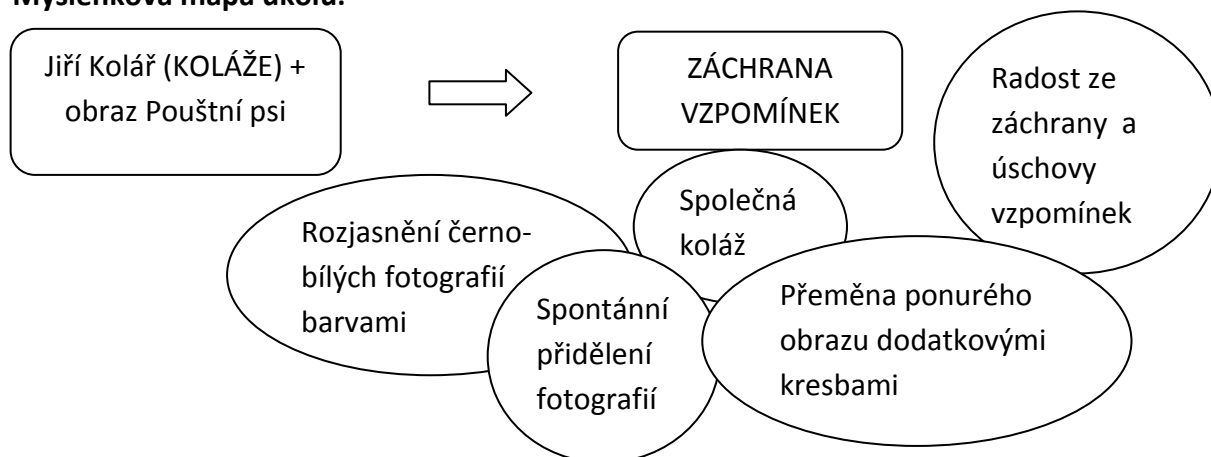 Myšlenková mapa úkolu:
Jiří Kolář (KOLÁŽE) +
obraz Pouštní psi
ZÁCHRANA
VZPOMÍNEK
Radost ze
záchrany a
úschovy
vzpomínek
Společná
koláž
Rozjasnění černo-
bílých fotografií
barvami
Spontánní
přidělení
fotografií
Přeměna ponurého
obrazu dodatkovými
kresbami